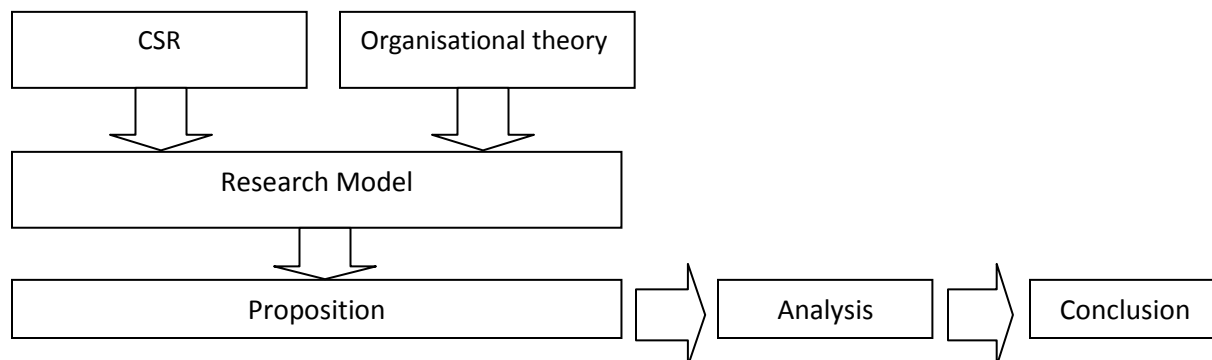 CSR
Organisational theory
Research Model
Proposition
Analysis
Conclusion